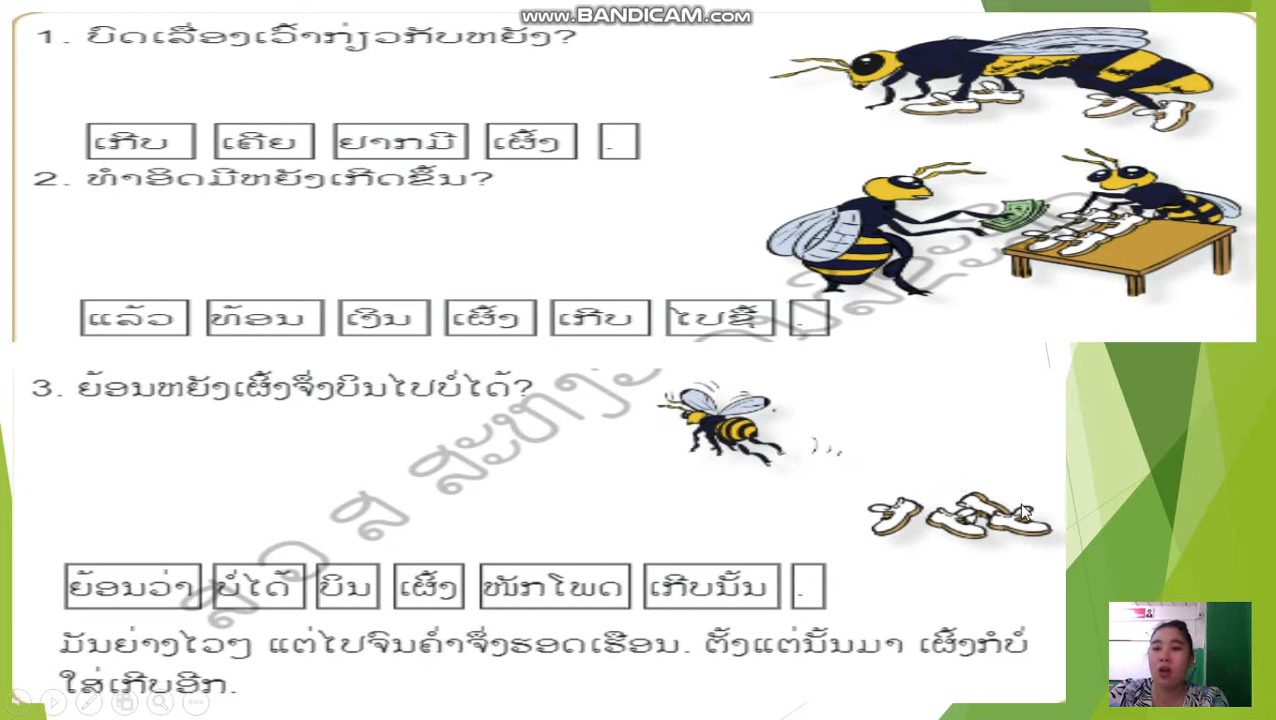 www.BANDICAM.com
1. ບົດເລື່ອງເວົ້າກ່ຽວກັບຫຍັງ?
ເກີບ ເຄີຍ ຢາກມີ ເຜິ້ງ .
2. ທຳອິດມີຫຍັງເກີດຂຶ້ນ?
ແລ້ວ ທ້ອນ ເງິນ ເຜິ້ງ ເກີບ ໄປຊື້ .
3. ຍ້ອນຫຍັງເຜິ້ງຈຶ່ງບິນໄປບໍ່ໄດ້?
ຍ້ອນວ່າ ບໍ່ໄດ້ ບິນ ເຜິ້ງ ໜັກໂພດ ເກີບນັ້ນ .
ມັນຍ່າງໄວໆ ແຕ່ໄປຈົນຄ່ຳຈຶ່ງຮອດເຮືອນ. ຕັ້ງແຕ່ນັ້ນມາ ເຜິ້ງກໍບໍ່
ໃສ່ເກີບອີກ.